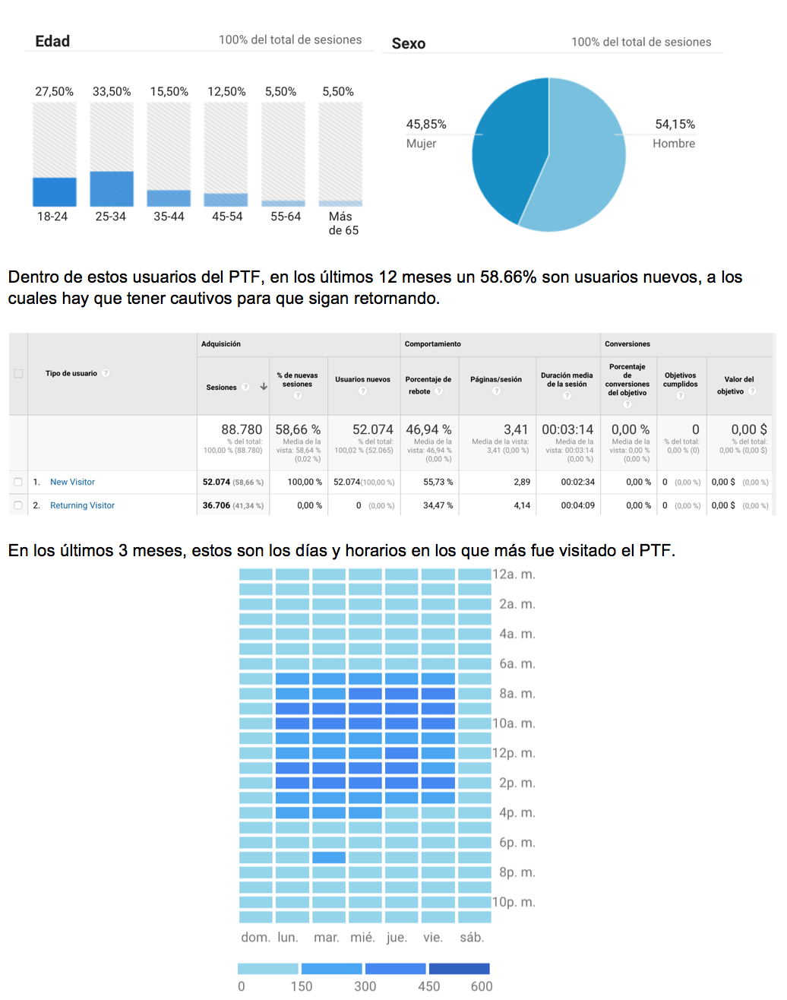 Edad
100% del total de sesiones
27,50% 33,50% 15,50% 12,50% 5,50% 5,50%
18-24 25-34 35-44 45-54 55-64 Más
de 65
Sexo
100% del total de sesiones
45,85%
Mujer
54,15%
Hombre
Dentro de estos usuarios del PTF, en los últimos 12 meses un 58.66% son usuarios nuevos, a los
cuales hay que tener cautivos para que sigan retornando.
Adquisición Comportamiento Conversiones
Tipo de usuario ?
Sesiones ?
% de nuevas
sesiones
?
Usuarios nuevos
?
Porcentaje de
rebote ?
Páginas/sesión
?
Duración media
de la sesión
?
Porcentaje
de
conversiones
del objetivo
?
Objetivos
cumplidos
?
Valor del
objetivo ?
88.780
% del total:
100,00 % (88.780)
58,66 %
Media de la
vista: 58,64 %
(0,02 %)
52.074
% del total:
100,02 % (52.065)
46,94 %
Media de la
vista: 46,94 %
(0,00 %)
3,41
Media de la vista:
3,41 (0,00 %)
00:03:14
Media de la
vista: 00:03:14
(0,00 %)
0,00 %
Media de la
vista: 0,00 %
(0,00 %)
0
% del total:
0,00 % (0)
0,00 $
% del total:
0,00 % (0,00 $)
1. New Visitor 52.074 (58,66 %) 100,00 % 52.074(100,00 %) 55,73 % 2,89 00:02:34 0,00 % 0 (0,00 %) 0,00 $ (0,00 %)
2. Returning Visitor 36.706 (41,34 %) 0,00 % 0 (0,00 %) 34,47 % 4,14 00:04:09 0,00 % 0 (0,00 %) 0,00 $ (0,00 %)
En los últimos 3 meses, estos son los días y horarios en los que más fue visitado el PTF.
12a. m.
2a. m.
4a. m.
6a. m.
8a. m.
10a. m.
12p. m.
2p. m.
4p. m.
6p. m.
8p. m.
10p. m.
dom. lun. mar. mié. jue. vie. sáb.
0 150 300 450 600